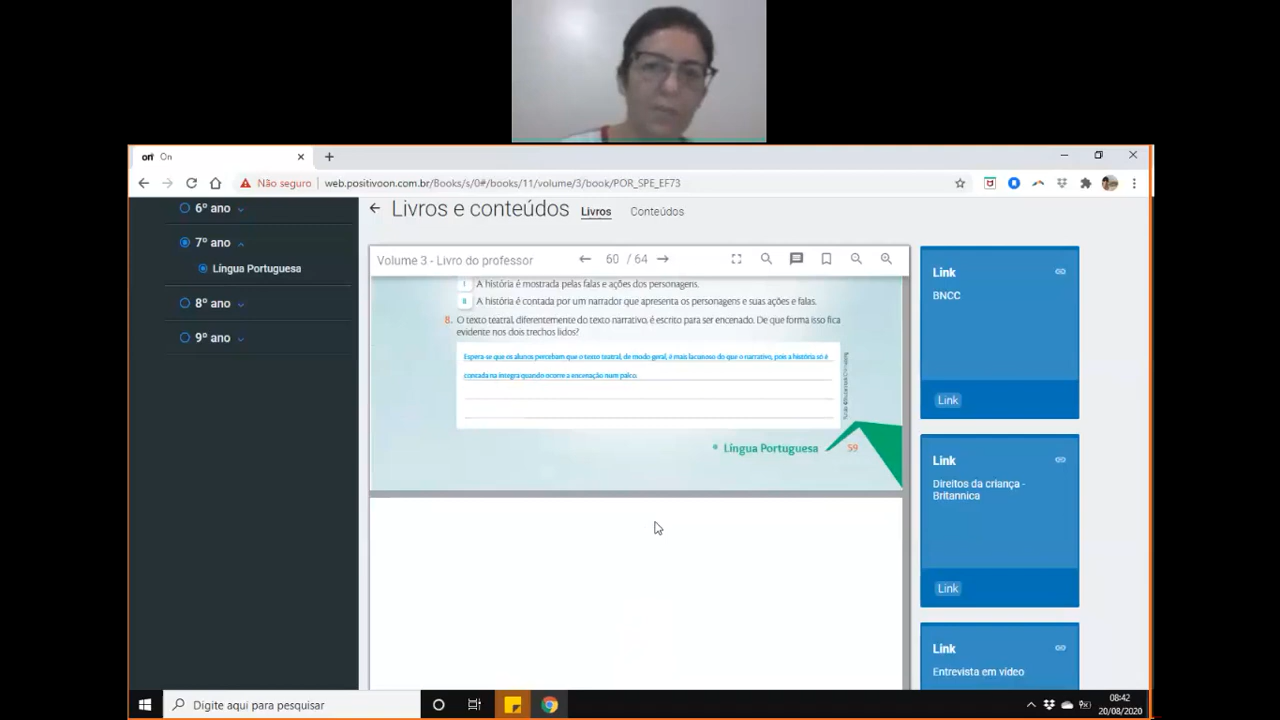 On
Não seguro
web.positivoon.com.br/Books/s/0#/books/11/volume/3/book/POR_SPE_EF73
6º ano
7º ano
Língua Portuguesa
8º ano
9º ano
Livros e conteúdos Livros Conteúdos
Volume 3 - Livro do professor 60 / 64
I A história é mostrada pelas falas e ações dos personagens.
II A história é contada por um narrador que apresenta os personagens e suas ações e falas.
8. O texto teatral, diferentemente do texto narrativo, é escrito para ser encenado. De que forma isso fica
evidente nos dois trechos lidos?
Espera-se que os alunos percebam que o texto teatral, de modo geral, é mais lacunoso do que o narrativo, pois a história só é
contada na íntegra quando ocorre a encenação num palco.
Língua Portuguesa 59
Link
BNCC
Link
Link
Direitos da criança -
Britannica
Link
Link
Entrevista em vídeo
Digite aqui para pesquisar
08:42
20/08/2020